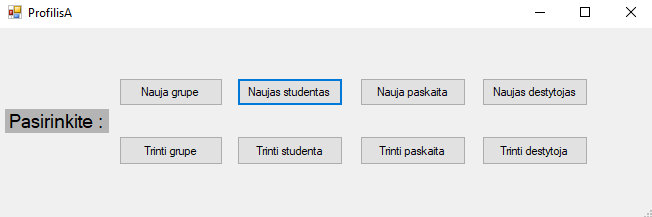 ProfilisA
Nauja grupe Naujas studentas Nauja paskaita Naujas destytojas
Pasirinkite :
Trinti grupe Trinti studenta Trinti paskaita Trinti destytoja